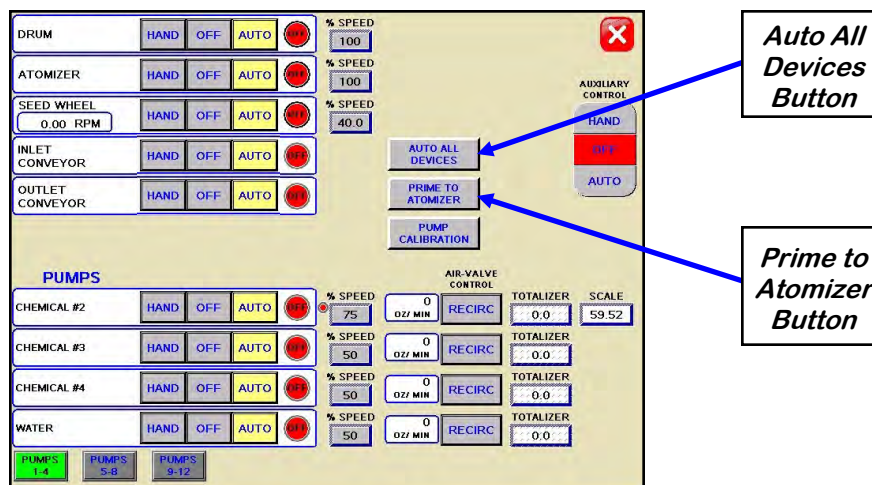 DRUM
HAND OFF AUTO OFF
% SPEED
100
ATOMIZER
HAND OFF AUTO OFF
% SPEED
100
SEED WHEEL
0.00 RPM
HAND OFF AUTO OFF
% SPEED
40.0
INLET
CONVEYOR
HAND OFF AUTO OFF
OUTLET
CONVEYOR
HAND OFF AUTO OFF
AUTO ALL
DEVICES
PRIME TO
ATOMIZER
PUMP
CALIBRATION
AUXILIARY
CONTROL
HAND
OFF
AUTO
Auto All
Devices
Button
Prime to
Atomizer
Button
PUMPS
AIR-VALVE
CONTROL
CHEMICAL #2
HAND OFF AUTO OFF
% SPEED
75
0
OZ/ MIN
RECIRC
TOTALIZER
0.0
SCALE
59.52
CHEMICAL #3
HAND OFF AUTO OFF
% SPEED
50
0
OZ/ MIN
RECIRC
TOTALIZER
0.0
CHEMICAL #4
HAND OFF AUTO OFF
% SPEED
50
0
OZ/ MIN
RECIRC
TOTALIZER
0.0
WATER
HAND OFF AUTO OFF
% SPEED
50
0
OZ/ MIN
RECIRC
TOTALIZER
0.0
PUMPS
1-4
PUMPS
5-8
PUMPS
9-12